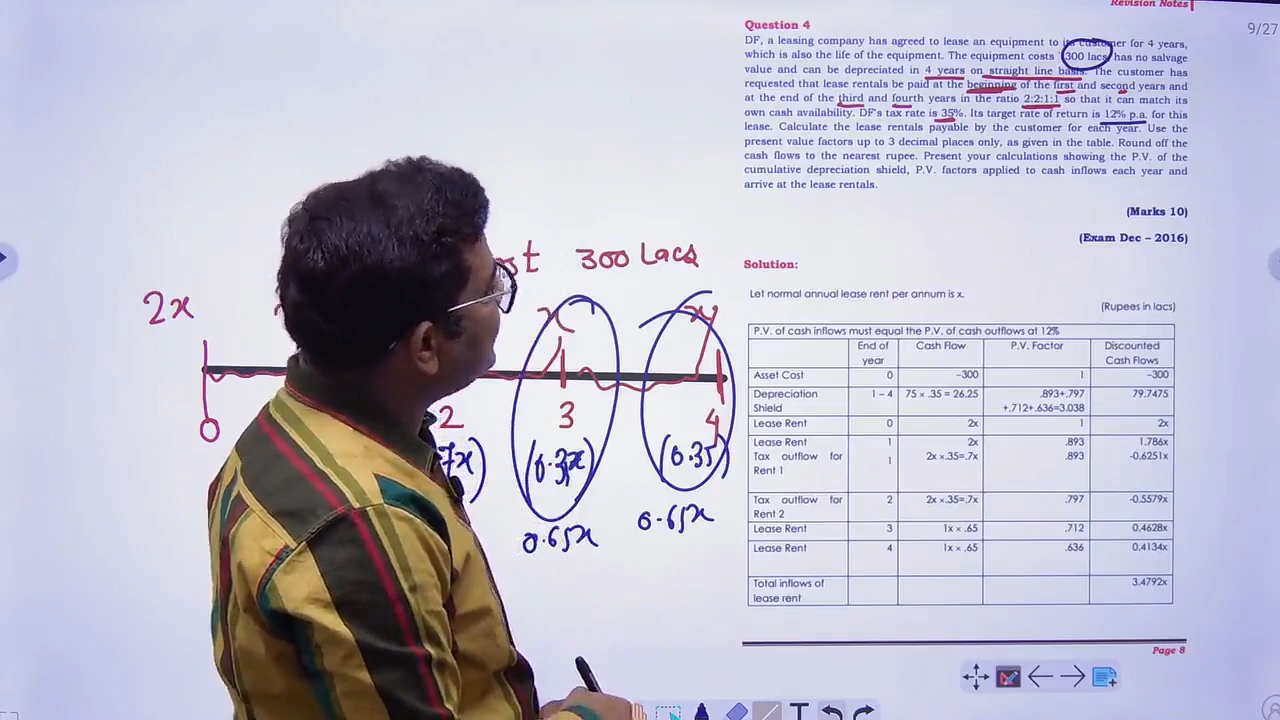 Revision Notes
9/27
Question 4
DF, a leasing company has agreed to lease an equipment to its customer for 4 years,
which is also the life of the equipment. The equipment costs ` 300 lacs, has no salvage
value and can be depreciated in 4 years on straight line basis. The customer has
requested that lease rentals be paid at the beginning of the first and second years and
at the end of the third and fourth years in the ratio 2:2:1:1 so that it can match its
own cash availability. DF's tax rate is 35%. Its target rate of return is 12% p.a. for this
lease. Calculate the lease rentals payable by the customer for each year. Use the
present value factors up to 3 decimal places only, as given in the table. Round off the
cash flows to the nearest rupee. Present your calculations showing the P.V. of the
cumulative depreciation shield, P.V. factors applied to cash inflows each year and
arrive at the lease rentals.
(Marks 10)
(Exam Dec – 2016)
Solution:
Let normal annual lease rent per annum is x.
(Rupees in lacs)
P.V. of cash inflows must equal the P.V. of cash outflows at 12%
End of year Cash Flow P.V. Factor Discounted Cash Flows
Asset Cost 0 –300 1 –300
Depreciation Shield 1 – 4 75 × .35 = 26.25 .893+.797 +.712+.636=3.038 79.7475
Lease Rent 0 2x 1 2x
Lease Rent 1 2x .893 1.786x
Tax outflow for Rent 1 1 2x ×.35=.7x .893 -0.6251x
Tax outflow for Rent 2 2 2x ×.35=.7x .797 -0.5579x
Lease Rent 3 1x × .65 .712 0.4628x
Lease Rent 4 1x × .65 .636 0.4134x
Total inflows of lease rent 3.4792x
Page 8
ost 300 Lacs
2x x x
0 2 3 4
7x) (0.35x) (0.35)
0.65x 0.65x